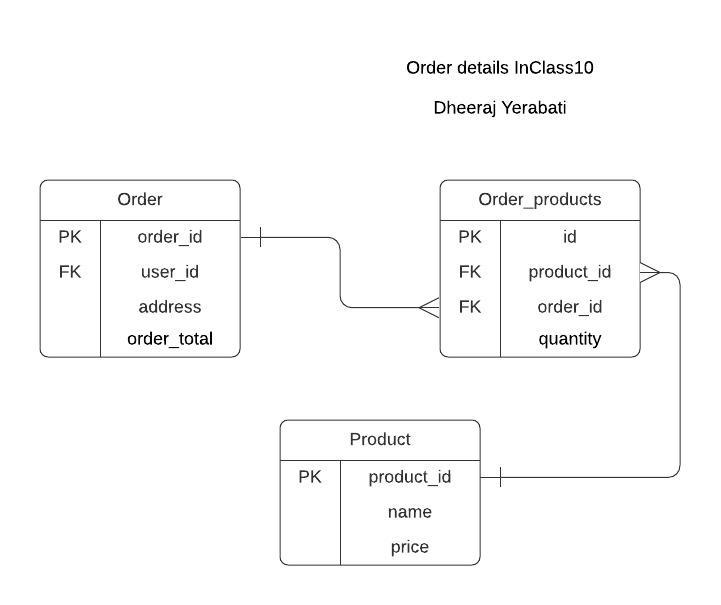 Order details InClass10
Dheeraj Yerabati
Order
PK order_id
FK user_id
address
order_total
Order_products
PK id
FK product_id
FK order_id
quantity
Product
PK product_id
name
price